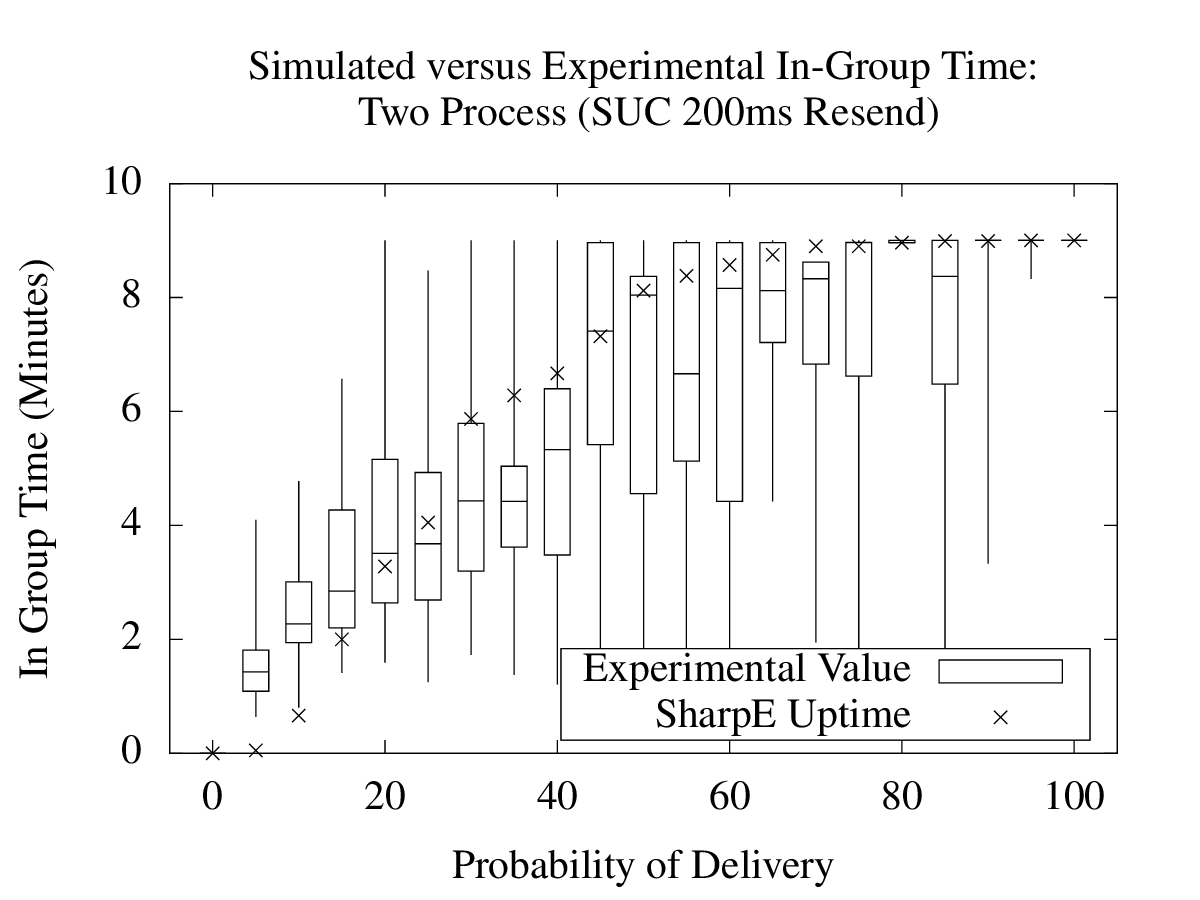 Simulated versus Experimental In-Group Time:
Two Process (SUC 200ms Resend)
10
8
6
4
2
0
In Group Time (Minutes)
Experimental Value
SharpE Uptime
0 20 40 60 80 100
Probability of Delivery